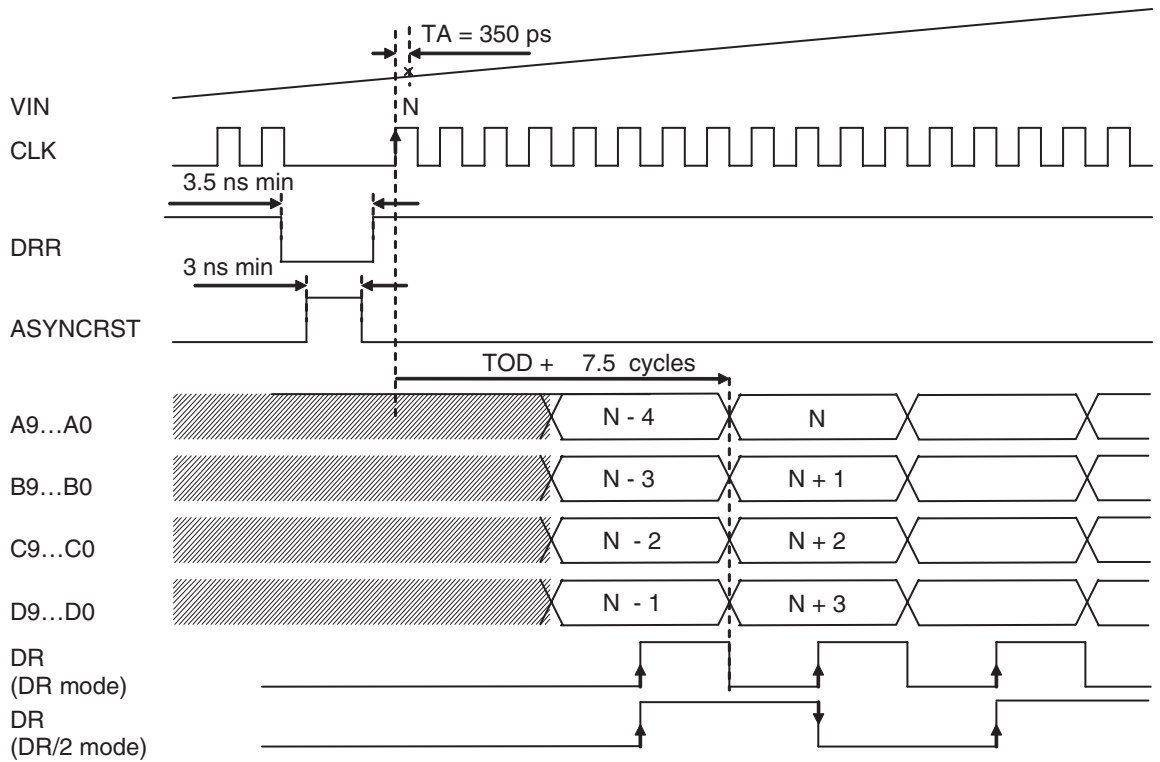 TA = 350 ps
VIN
N
CLK
3.5 ns min
DRR
3 ns min
ASYNCRST
TOD + 7.5 cycles
A9...A0 N - 4 N
B9...B0 N - 3 N + 1
C9...C0 N - 2 N + 2
D9...D0 N - 1 N + 3
DR
(DR mode)
DR
(DR/2 mode)